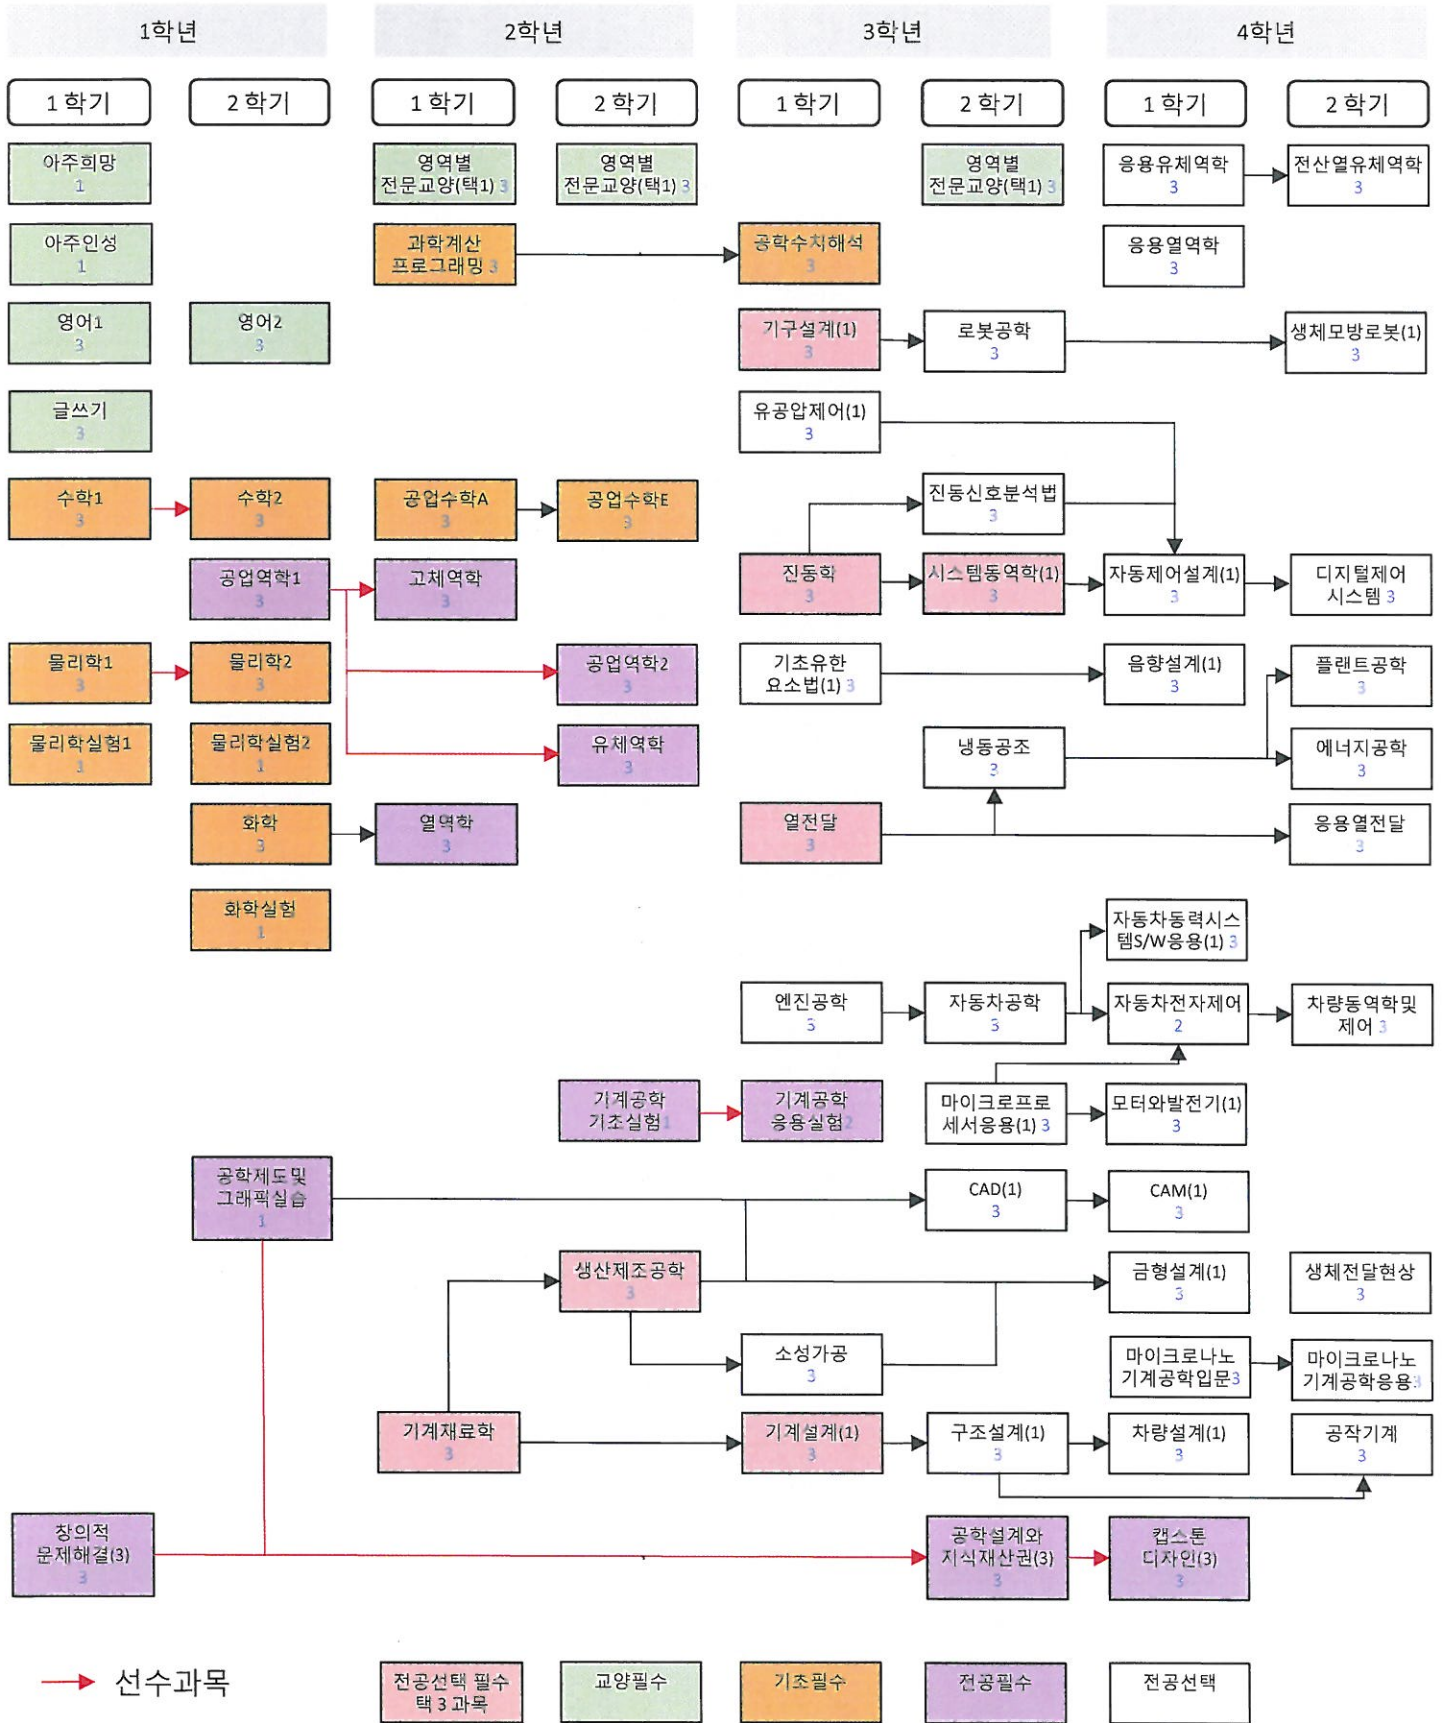 1학년
2학년
3학년
4학년
1 학기
2 학기
1 학기
2 학기
1 학기
2 학기
1 학기
2 학기
아주희망
1
영역별
전문교양(택1) 3
영역별
전문교양(택1) 3
영역별
전문교양(택1) 3
응용유체역학
3
전산열유체역학
3
아주인성
1
과학계산
프로그래밍 3
공학수치해석
3
응용열역학
3
영어1
3
영어2
3
기구설계(1)
3
로봇공학
3
생체모방로봇(1)
3
글쓰기
3
유공압제어(1)
3
수학1
3
수학2
3
공업수학A
3
공업수학E
3
진동신호분석법
3
공업역학1
3
고체역학
3
진동학
3
시스템동역학(1)
3
자동제어설계(1)
3
디지털제어
시스템 3
물리학1
3
물리학2
3
공업역학2
3
기초유한
요소법(1) 3
음향설계(1)
3
플랜트공학
3
물리학실험1
1
물리학실험2
1
유체역학
3
냉동공조
3
에너지공학
3
화학
3
열역학
3
열전달
3
응용열전달
3
화학실험
1
자동차동력시스
템S/W응용(1) 3
엔진공학
3
자동차공학
3
자동차전자제어
2
차량동역학및
제어 3
기계공학
기초실험 1
기계공학
응용실험 2
마이크로프로
세서응용(1) 3
모터와발전기(1)
3
공학제도및
그래픽실습
1
CAD(1)
3
CAM(1)
3
생산제조공학
3
금형설계(1)
3
생체전달현상
3
소성가공
3
마이크로나노
기계공학입문3
마이크로나노
기계공학응용3
기계재료학
3
기계설계(1)
3
구조설계(1)
3
차량설계(1)
3
공작기계
3
창의적
문제해결(3)
3
공학설계와
지식재산권(3)
3
캡스톤
디자인(3)
3
선수과목
전공선택 필수
택 3 과목
교양필수
기초필수
전공필수
전공선택